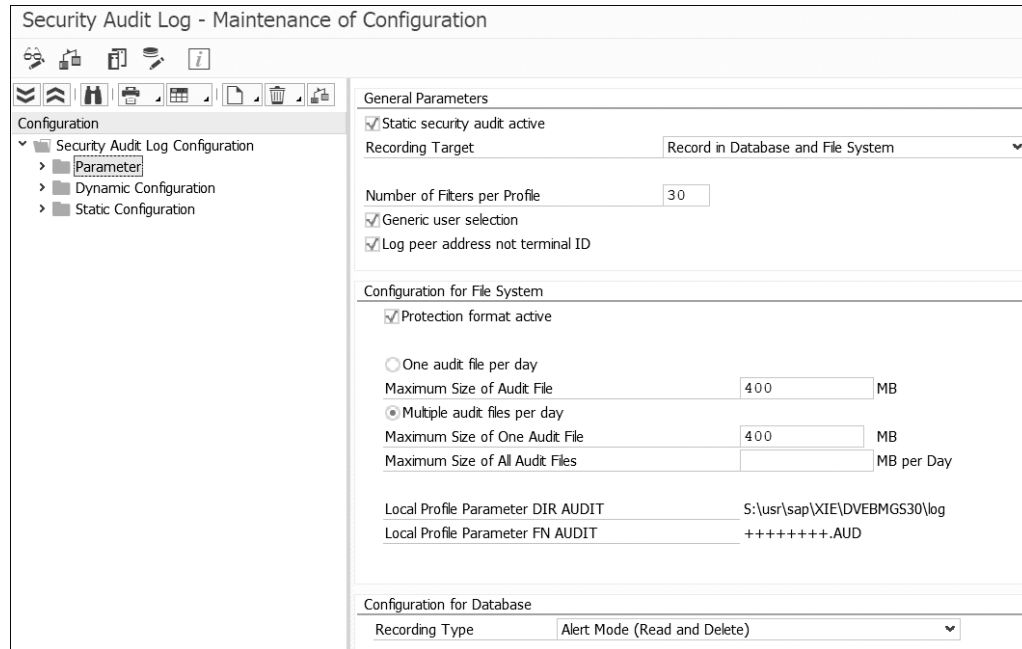 Security Audit Log - Maintenance of Configuration
Configuration
Security Audit Log Configuration
Parameter
Dynamic Configuration
Static Configuration
General Parameters
Static security audit active
Recording Target Record in Database and File System
Number of Filters per Profile 30
Generic user selection
Log peer address not terminal ID
Configuration for File System
Protection format active
One audit file per day
Maximum Size of Audit File 400 MB
Multiple audit files per day
Maximum Size of One Audit File 400 MB
Maximum Size of All Audit Files MB per Day
Local Profile Parameter DIR AUDIT S:\usr\sap\XIE\DVEBMGS30\log
Local Profile Parameter FN AUDIT ++++++++.AUD
Configuration for Database
Recording Type Alert Mode (Read and Delete)